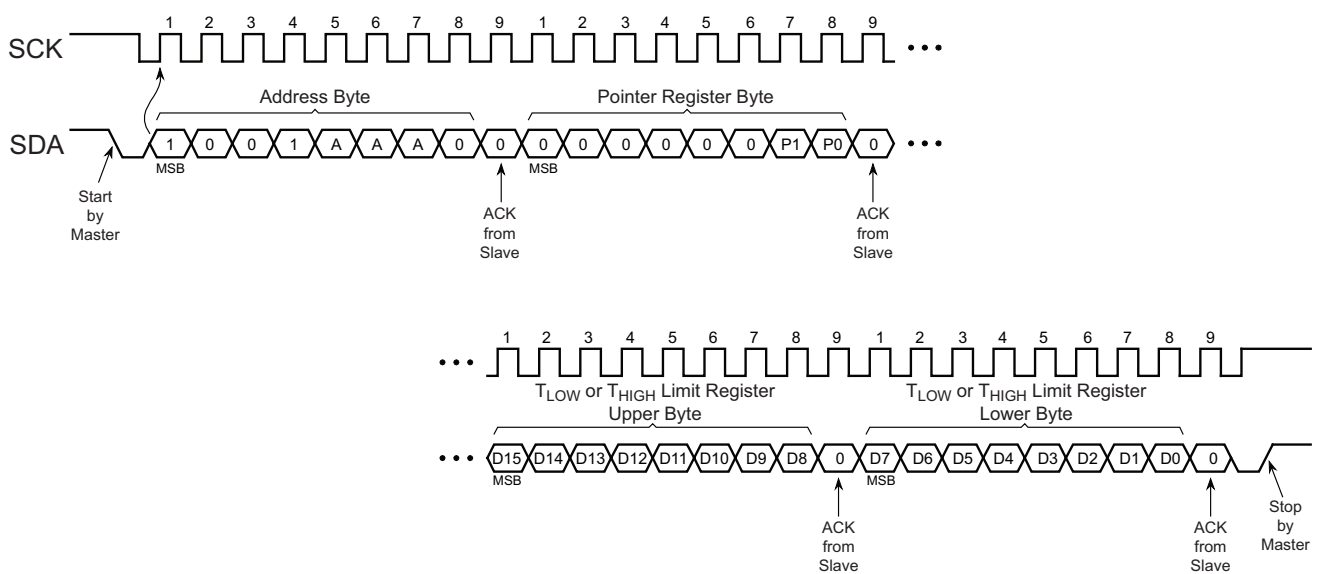 1 2 3 4 5 6 7 8 9 1 2 3 4 5 6 7 8 9
SCK
Address Byte Pointer Register Byte
SDA 1 0 0 1 A A A 0 0 0 0 0 0 0 0 P1 P0 0
MSB MSB
Start
by
Master
ACK
from
Slave
ACK
from
Slave
1 2 3 4 5 6 7 8 9 1 2 3 4 5 6 7 8 9
TLOW or THIGH Limit Register
Upper Byte
TLOW or THIGH Limit Register
Lower Byte
D15 D14 D13 D12 D11 D10 D9 D8 0 D7 D6 D5 D4 D3 D2 D1 D0 0
MSB MSB
ACK
from
Slave
ACK
from
Slave
Stop
by
Master